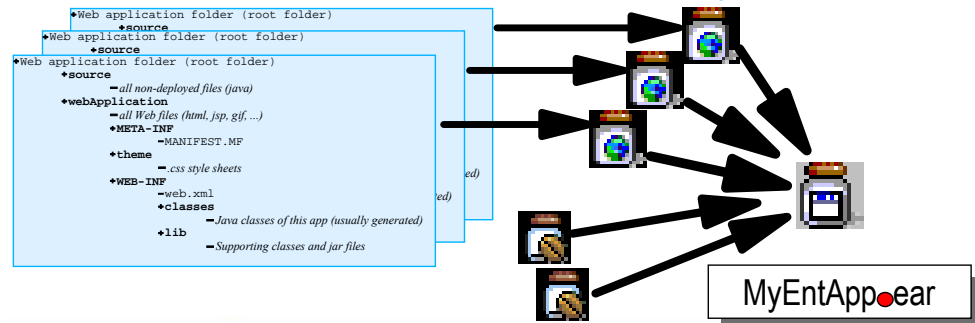 Web application folder (root folder)
source
Web application folder (root folder)
source
Web application folder (root folder)
source
all non-deployed files (java)
webApplication
all Web files (html, jsp, gif, ...)
META-INF
MANIFEST.MF
theme
.css style sheets
ed)
WEB-INF
web.xml
ed)
classes
Java classes of this app (usually generated)
lib
Supporting classes and jar files
MyEntApp.ear